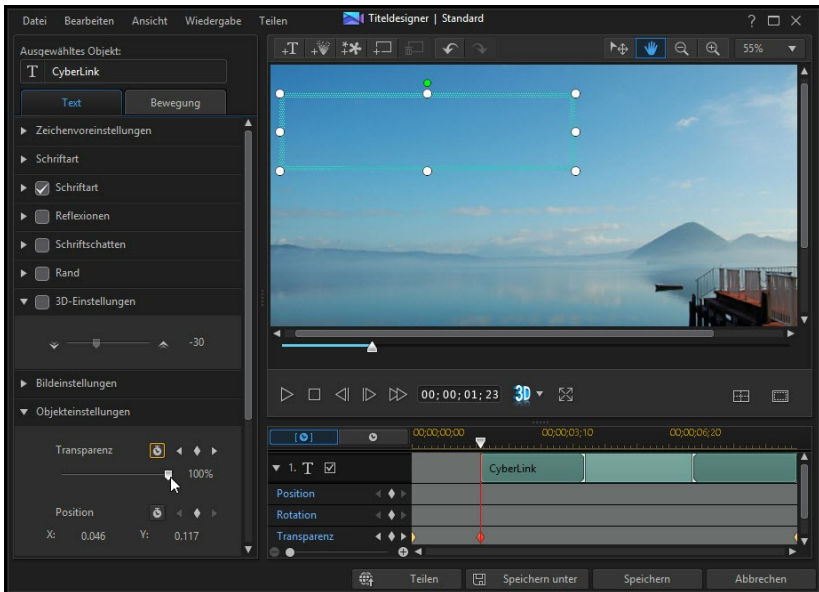 Datei Bearbeiten Ansicht Wiedergabe Teilen Titeldesigner | Standard ?
Ausgewähltes Objekt:
T CyberLink
T 55%
Text Bewegung
Zeichenvoreinstellungen
Schriftart
Schriftart
Reflexionen
Schriftschatten
Rand
3D-Einstellungen
-30
Bildeinstellungen
Objekteinstellungen
Transparenz
100%
Position
X: 0.046 Y: 0.117
00;00;01;23 3D
00;00;00;00 00;00;03;10 00;00;06;20
1. T CyberLink
Position
Rotation
Transparenz
Teilen Speichern unter Speichern Abbrechen